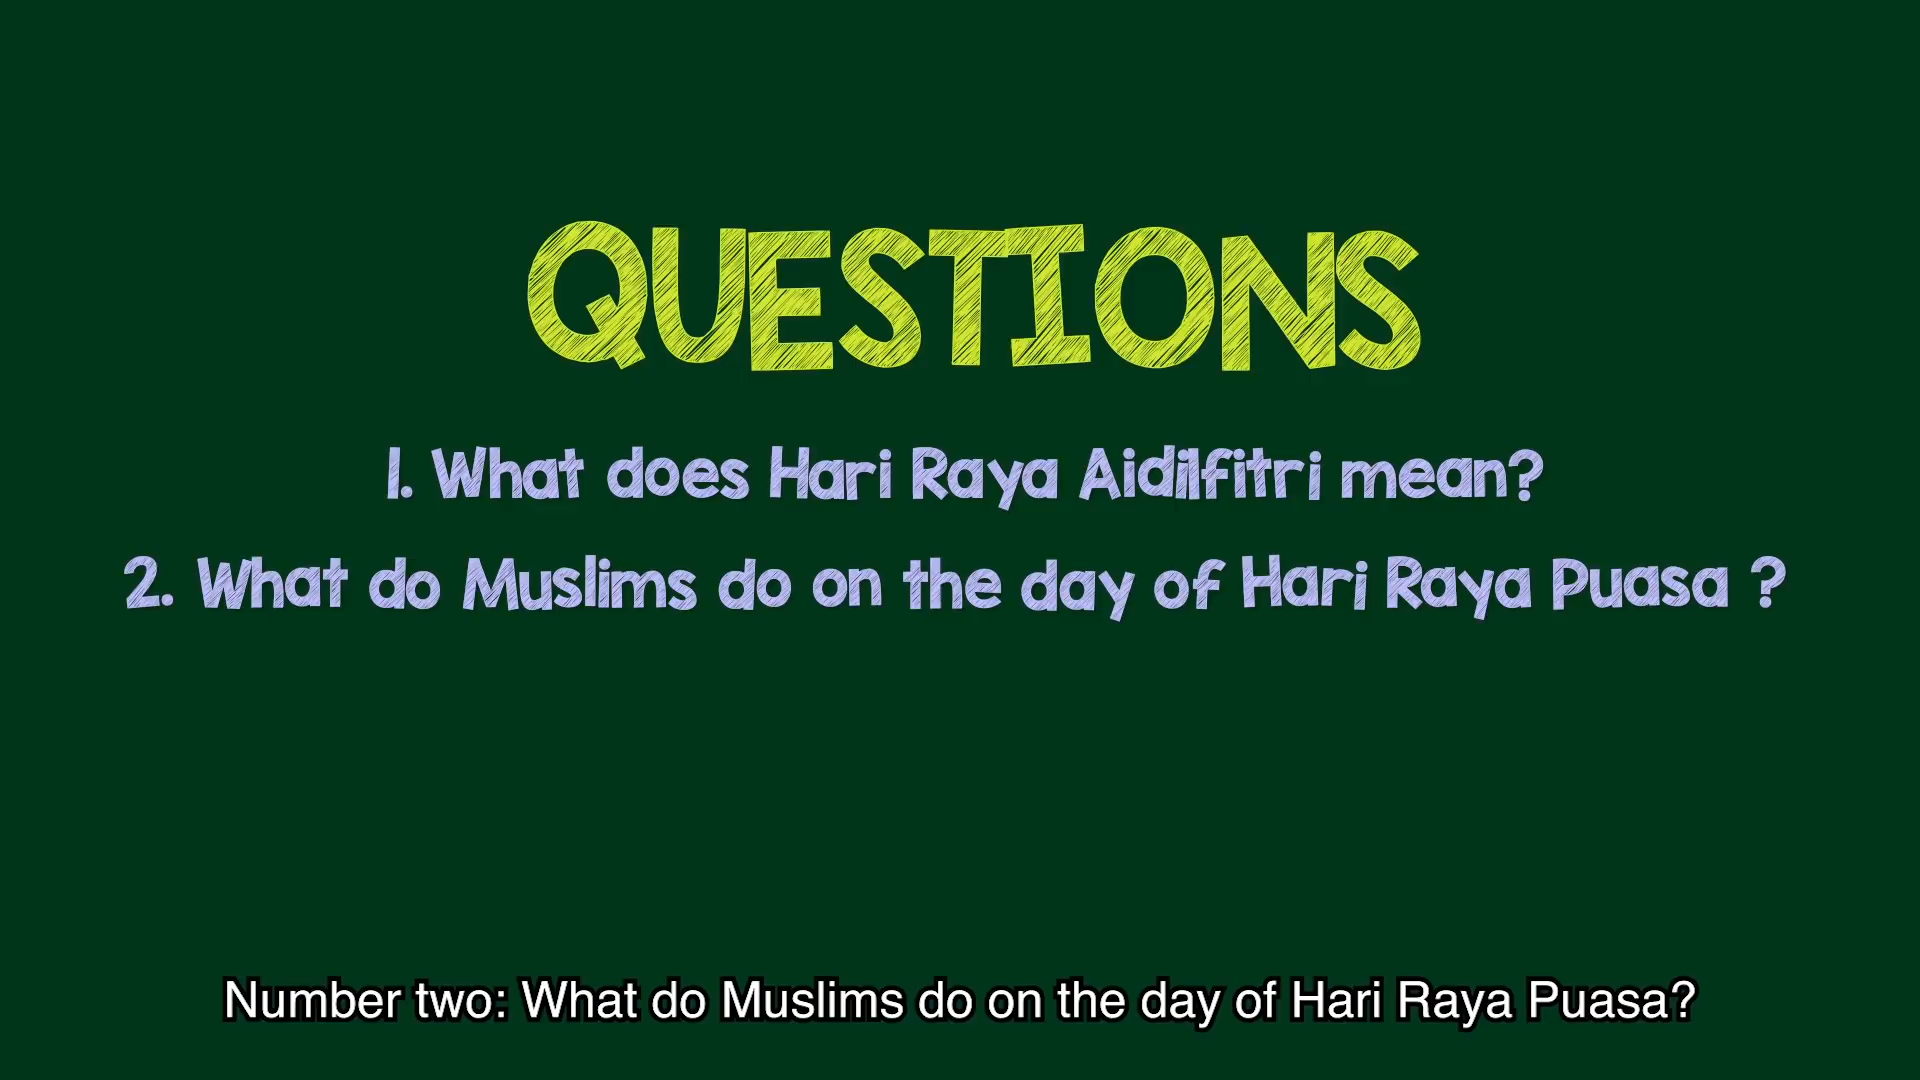 QUESTIONS
1. What does Hari Raya Aidilfitri mean?
2. What do Muslims do on the day of Hari Raya Puasa ?
Number two: What do Muslims do on the day of Hari Raya Puasa?